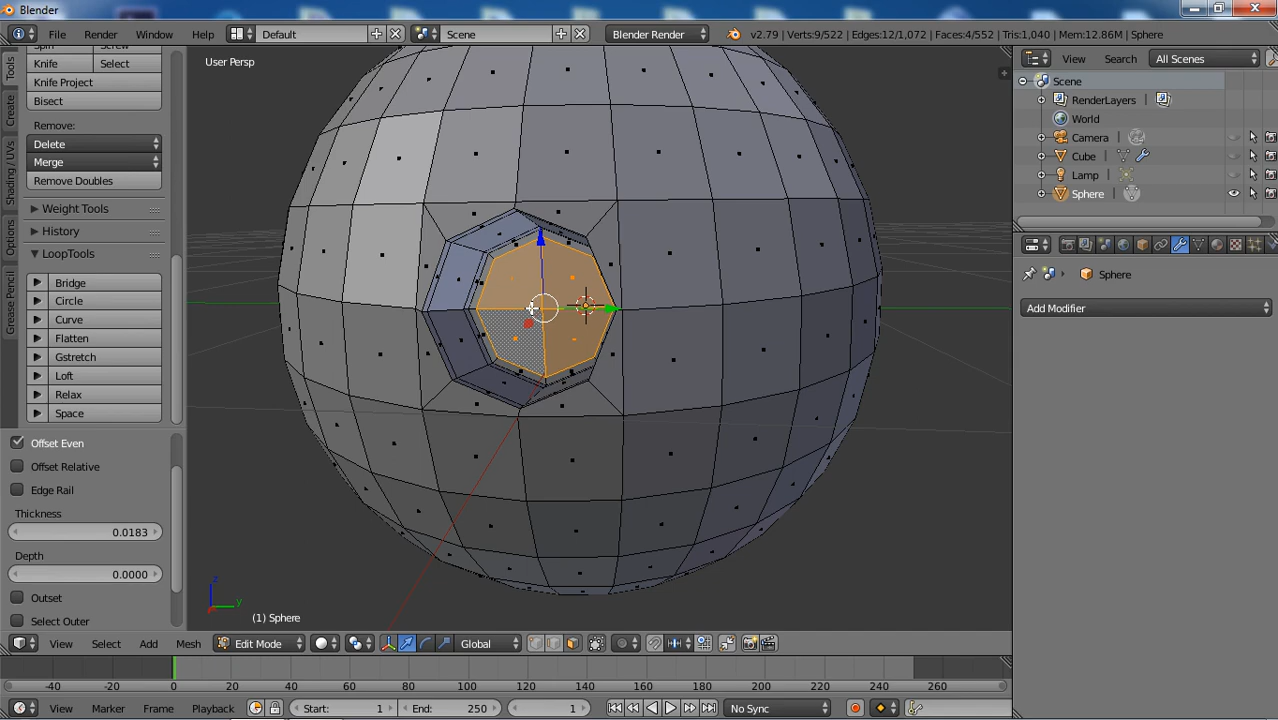 Blender
File Render Window Help Default Scene Blender Render v2.79 | Verts:9/522 | Edges:12/1,072 | Faces:4/552 | Tris:1,040 | Mem:12.86M | Sphere
Tools
Create
Shading / UVs
Options
Grease Pencil
Knife Select
Knife Project
Bisect
Remove:
Delete
Merge
Remove Doubles
Weight Tools
History
LoopTools
Bridge
Circle
Curve
Flatten
Gstretch
Loft
Relax
Space
Offset Even
Offset Relative
Edge Rail
Thickness
0.0183
Depth
0.0000
Outset
Select Outer
User Persp
z
y
(1) Sphere
View Select Add Mesh Edit Mode Global
View Search All Scenes
Scene
RenderLayers
World
Camera
Cube
Lamp
Sphere
Sphere
Add Modifier
-40 -20 0 20 40 60 80 100 120 140 160 180 200 220 240 260
View Marker Frame Playback Start: 1 End: 250 1 No Sync